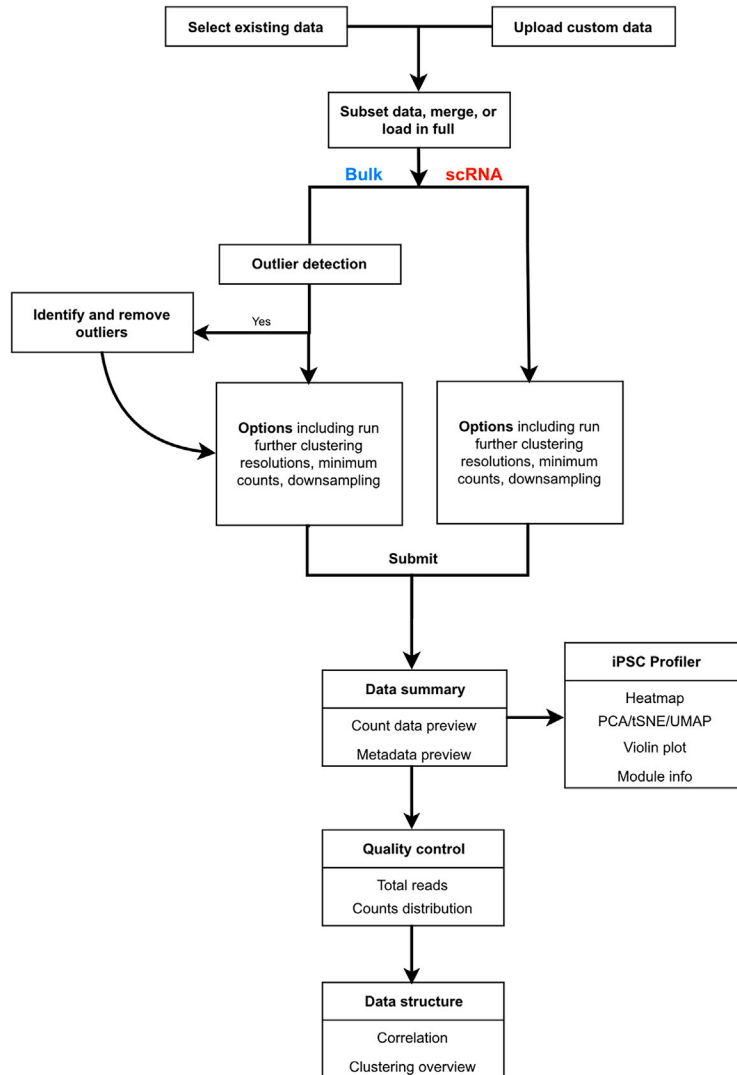 Select existing data
Upload custom data
Subset data, merge, or
load in full
Bulk
scRNA
Outlier detection
Identify and remove
outliers
Yes
Options including run
further clustering
resolutions, minimum
counts, downsampling
Options including run
further clustering
resolutions, minimum
counts, downsampling
Submit
Data summary
Count data preview
Metadata preview
iPSC Profiler
Heatmap
PCA/tSNE/UMAP
Violin plot
Module info
Quality control
Total reads
Counts distribution
Data structure
Correlation
Clustering overview